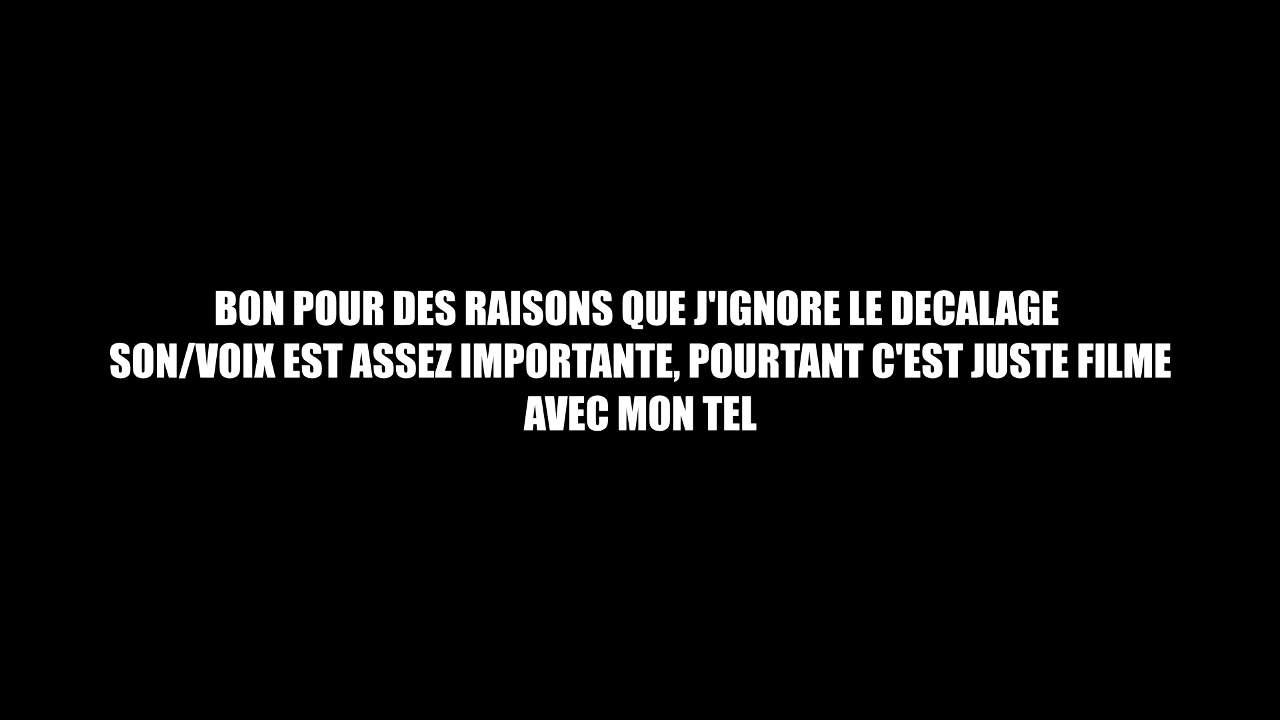 BON POUR DES RAISONS QUE J'IGNORE LE DECALAGE
SON/VOIX EST ASSEZ IMPORTANTE, POURTANT C'EST JUSTE FILME
AVEC MON TEL